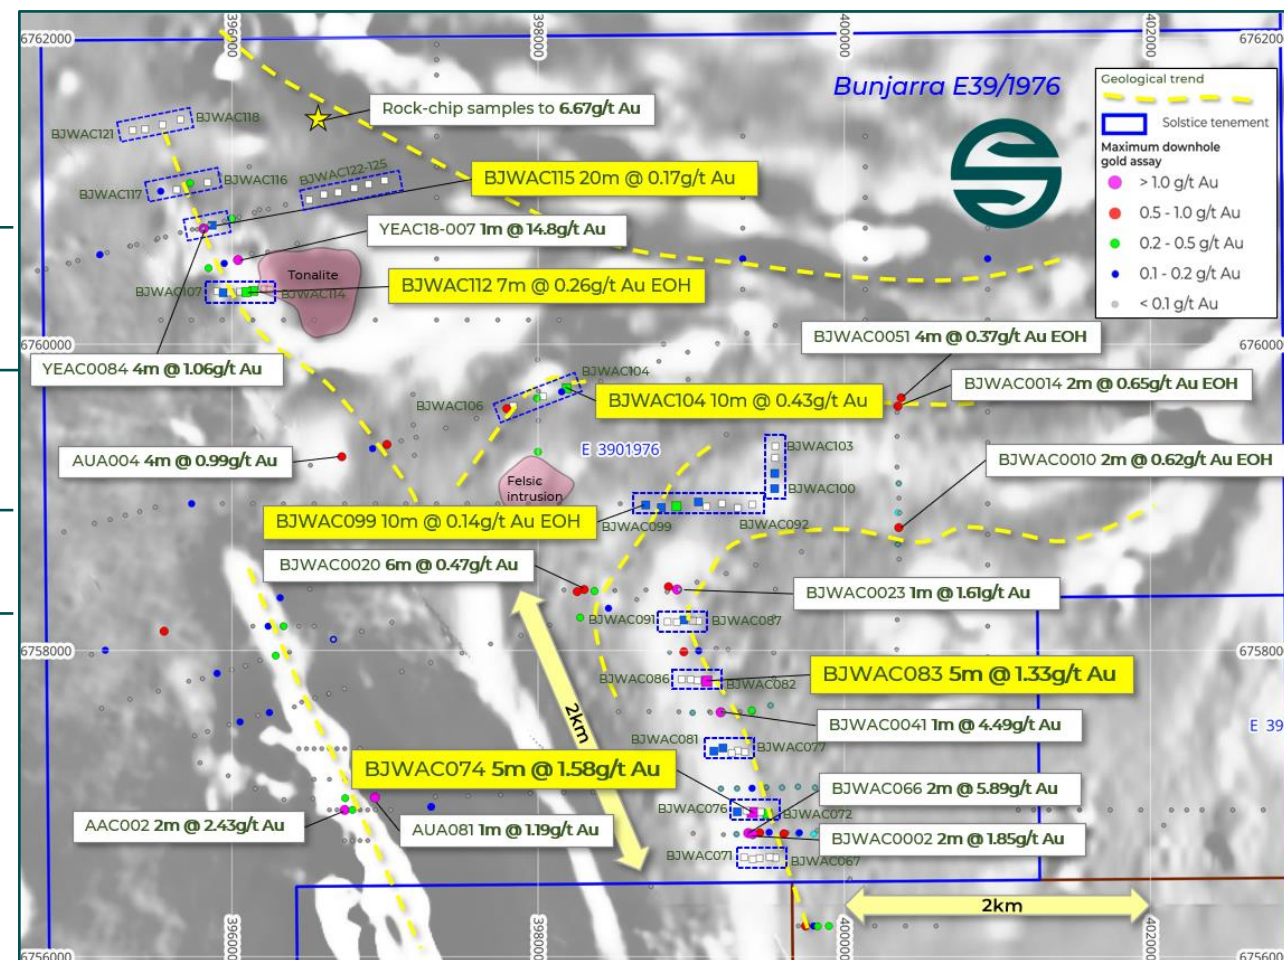 6762000
396000
398000
400000
402000
676200
Bunjarra E39/1976
Geological trend
Solstice tenement
Maximum downhole
gold assay
> 1.0 g/t Au
0.5 - 1.0 g/t Au
0.2 - 0.5 g/t Au
0.1 - 0.2 g/t Au
< 0.1 g/t Au
Rock-chip samples to 6.67g/t Au
BJWAC121
BJWAC118
BJWAC122-125
BJWAC115 20m @ 0.17g/t Au
BJWAC117
BJWAC116
YEAC18-007 1m @ 14.8g/t Au
Tonalite
BJWAC107
BJWAC114
BJWAC112 7m @ 0.26g/t Au EOH
BJWAC0051 4m @ 0.37g/t Au EOH
6760000
676000
YEAC0084 4m @ 1.06g/t Au
BJWAC104
BJWAC0014 2m @ 0.65g/t Au EOH
BJWAC106
BJWAC104 10m @ 0.43g/t Au
E 3901976
BJWAC103
AUA004 4m @ 0.99g/t Au
BJWAC0010 2m @ 0.62g/t Au EOH
Felsic
intrusion
BJWAC100
BJWAC099 10m @ 0.14g/t Au EOH
BJWAC099
BJWAC092
BJWAC0020 6m @ 0.47g/t Au
BJWAC0023 1m @ 1.61g/t Au
BJWAC091
BJWAC087
6758000
675800
BJWAC086
BJWAC082
BJWAC083 5m @ 1.33g/t Au
2km
BJWAC0041 1m @ 4.49g/t Au
E 39
BJWAC081
BJWAC077
BJWAC074 5m @ 1.58g/t Au
BJWAC066 2m @ 5.89g/t Au
BJWAC076
BJWAC072
AAC002 2m @ 2.43g/t Au
AUA081 1m @ 1.19g/t Au
BJWAC0002 2m @ 1.85g/t Au
BJWAC071
BJWAC067
2km
396000
398000
400000
402000
6756000
675600